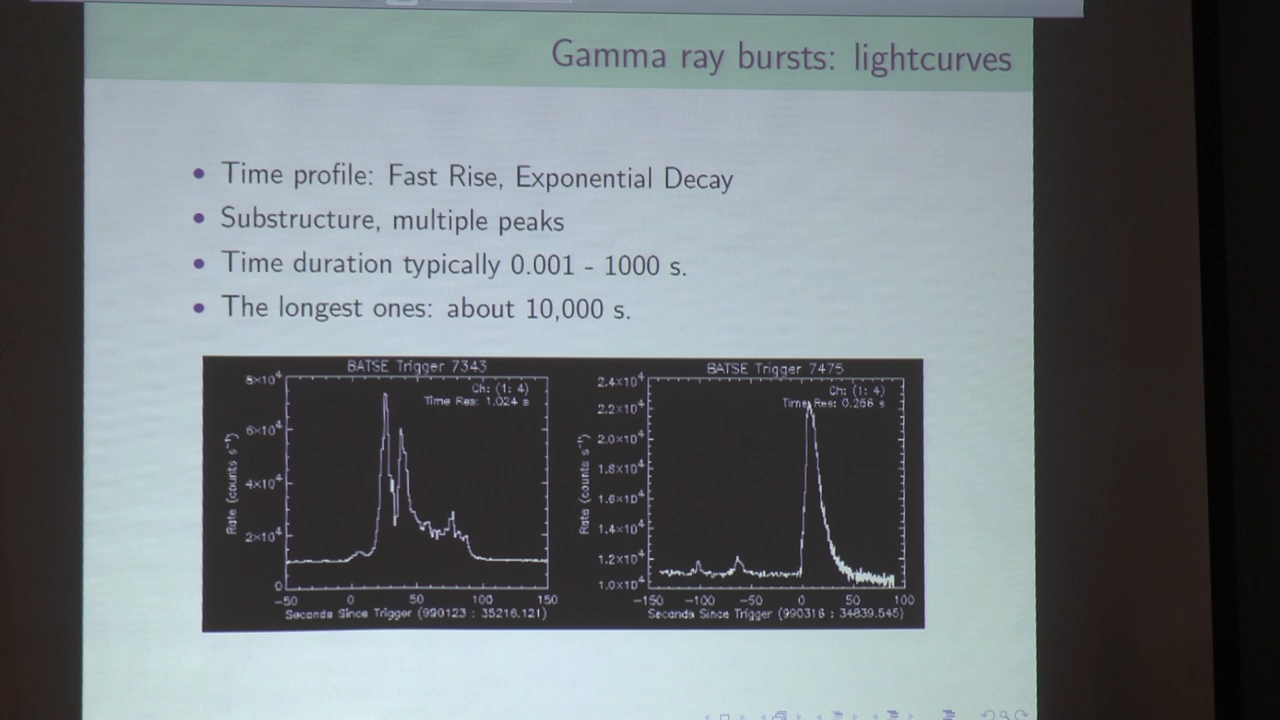 Gamma ray bursts: lightcurves
• Time profile: Fast Rise, Exponential Decay
• Substructure, multiple peaks
• Time duration typically 0.001 - 1000 s.
• The longest ones: about 10,000 s.
BATSE Trigger 7343
Ch: (1: 4)
Time Res: 1.024 s
Rate (counts s⁻¹)
8×10⁴
6×10⁴
4×10⁴
2×10⁴
0
-50 0 50 100 150
Seconds Since Trigger (990123 : 35216.121)
BATSE Trigger 7475
Ch: (1: 4)
Time Res: 0.256 s
Rate (counts s⁻¹)
2.4×10⁴
2.2×10⁴
2.0×10⁴
1.8×10⁴
1.6×10⁴
1.4×10⁴
1.2×10⁴
1.0×10⁴
-150 -100 -50 0 50 100
Seconds Since Trigger (990316 : 34839.545)